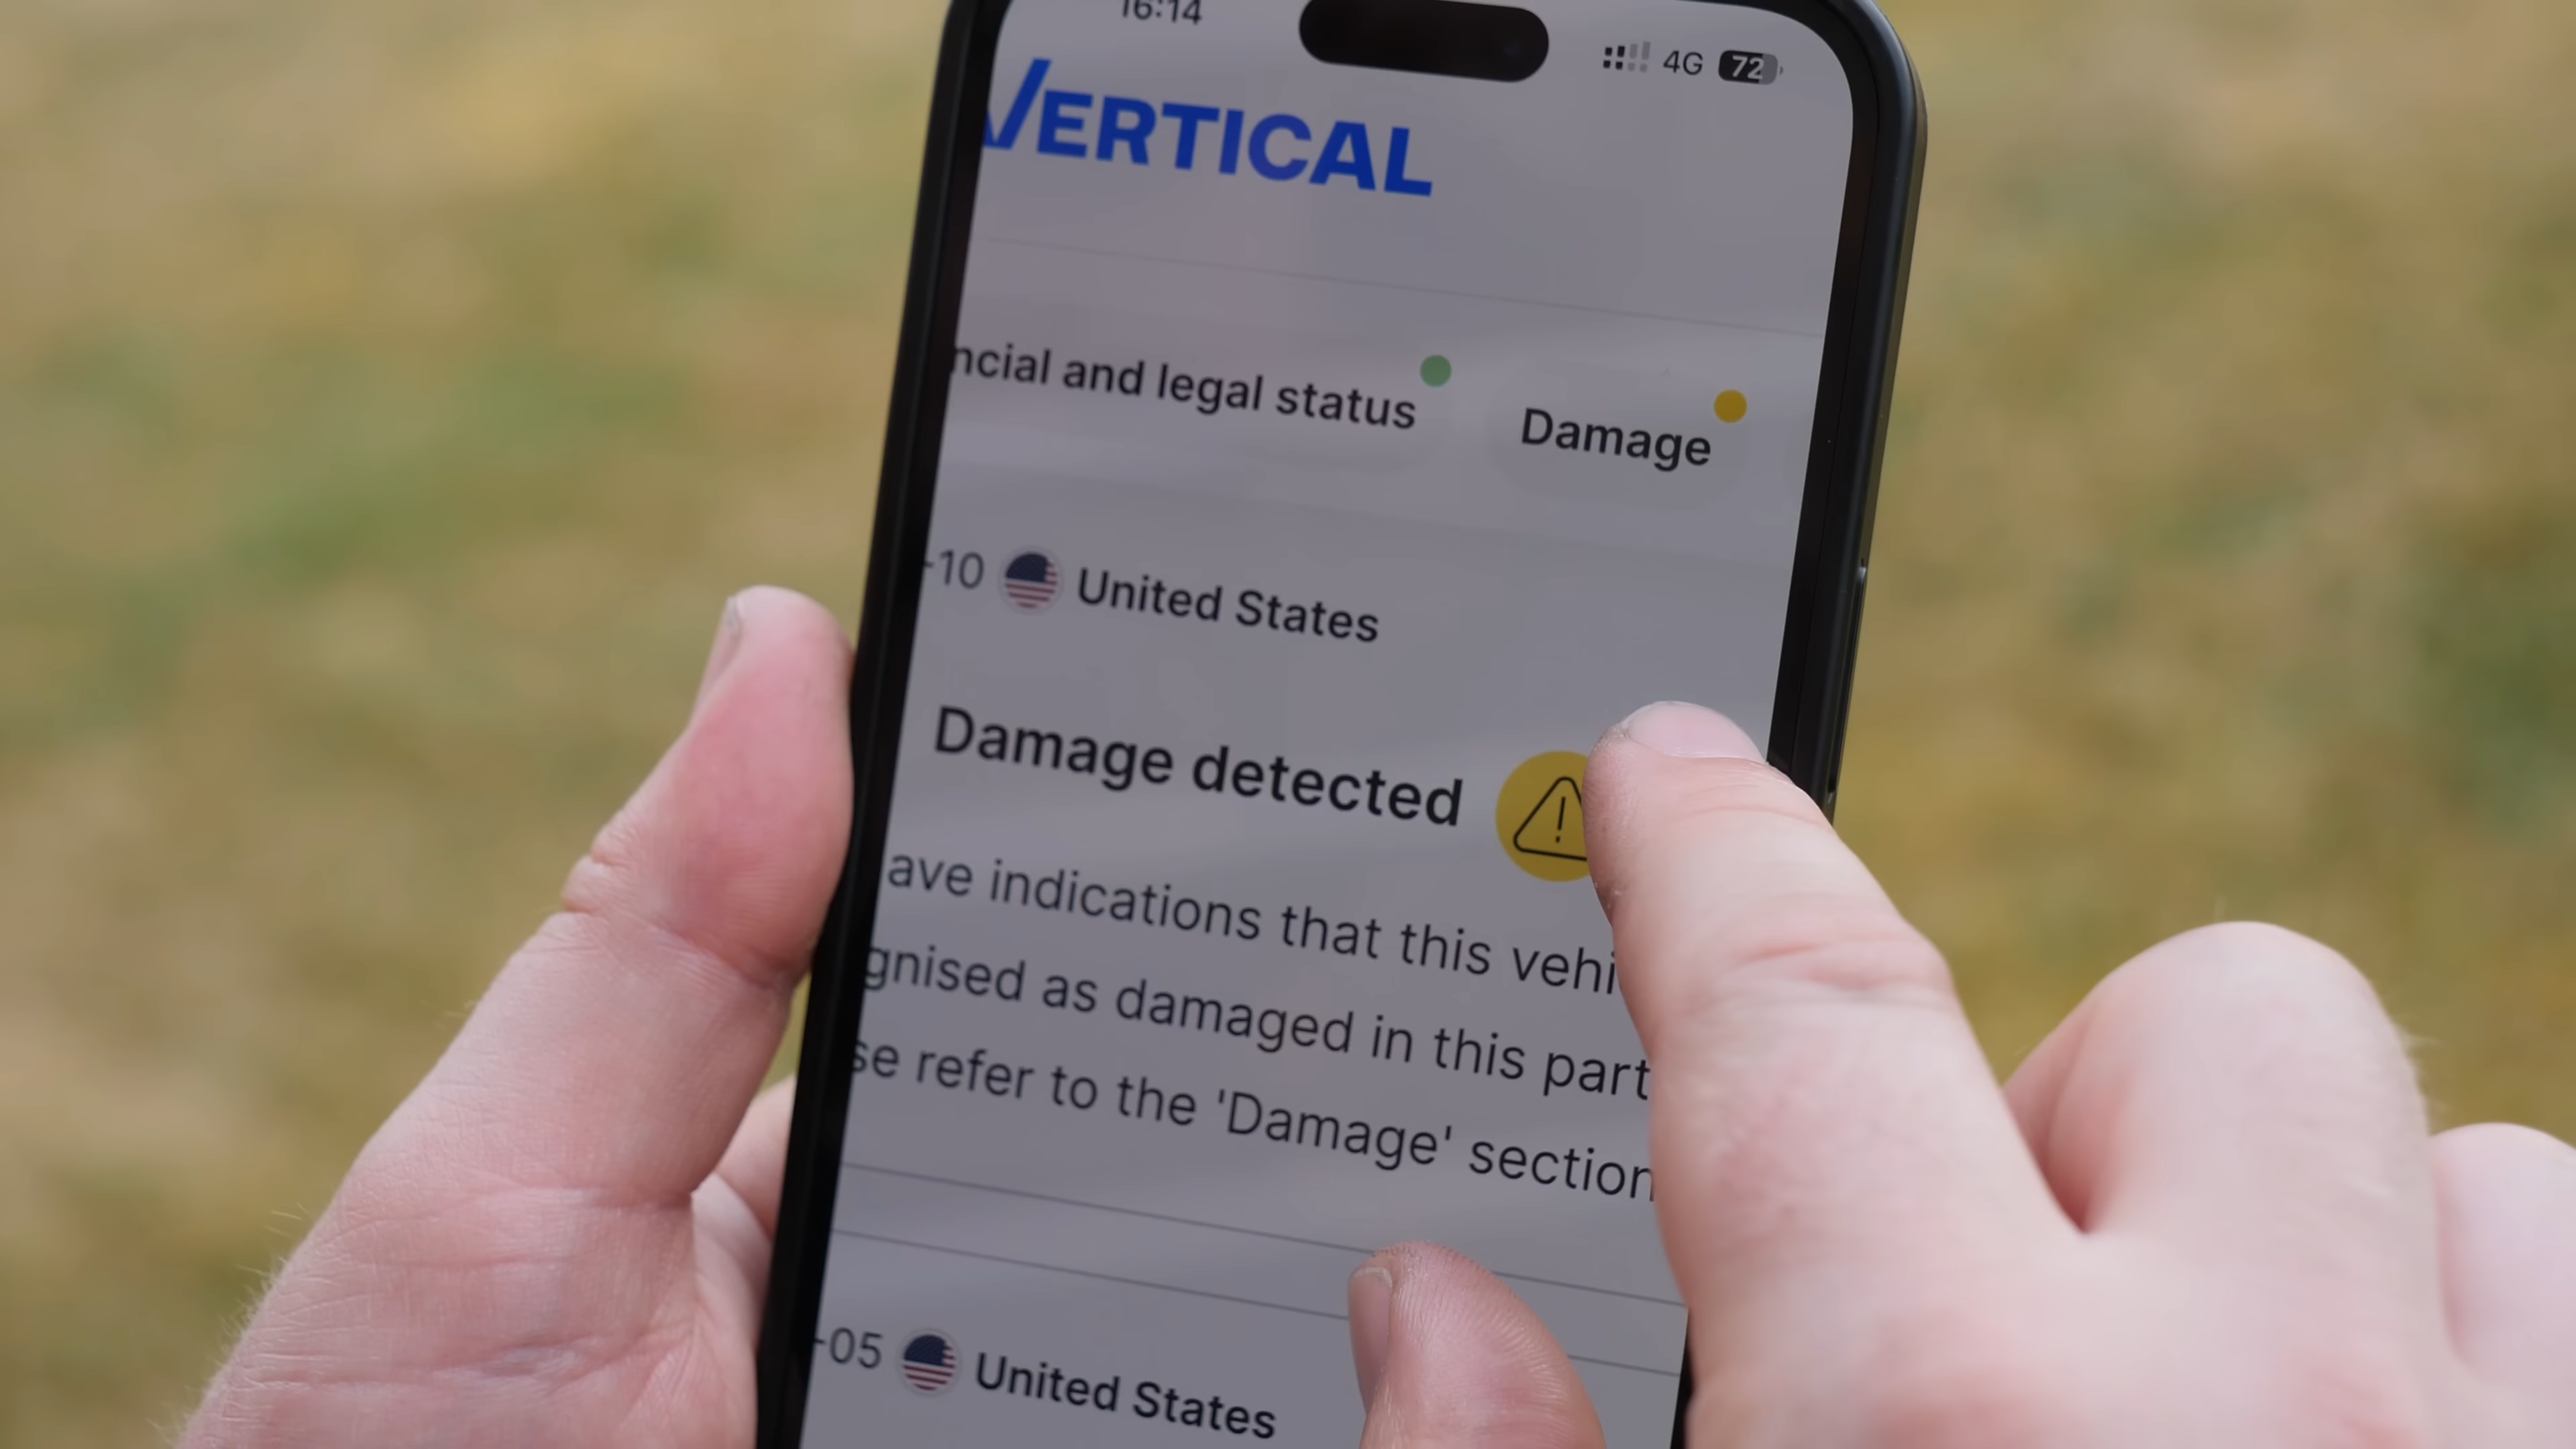 16:14
4G 72
VERTICAL
ncial and legal status
Damage
-10 United States
Damage detected
ave indications that this vehi
gnised as damaged in this part
se refer to the 'Damage' section
-05 United States